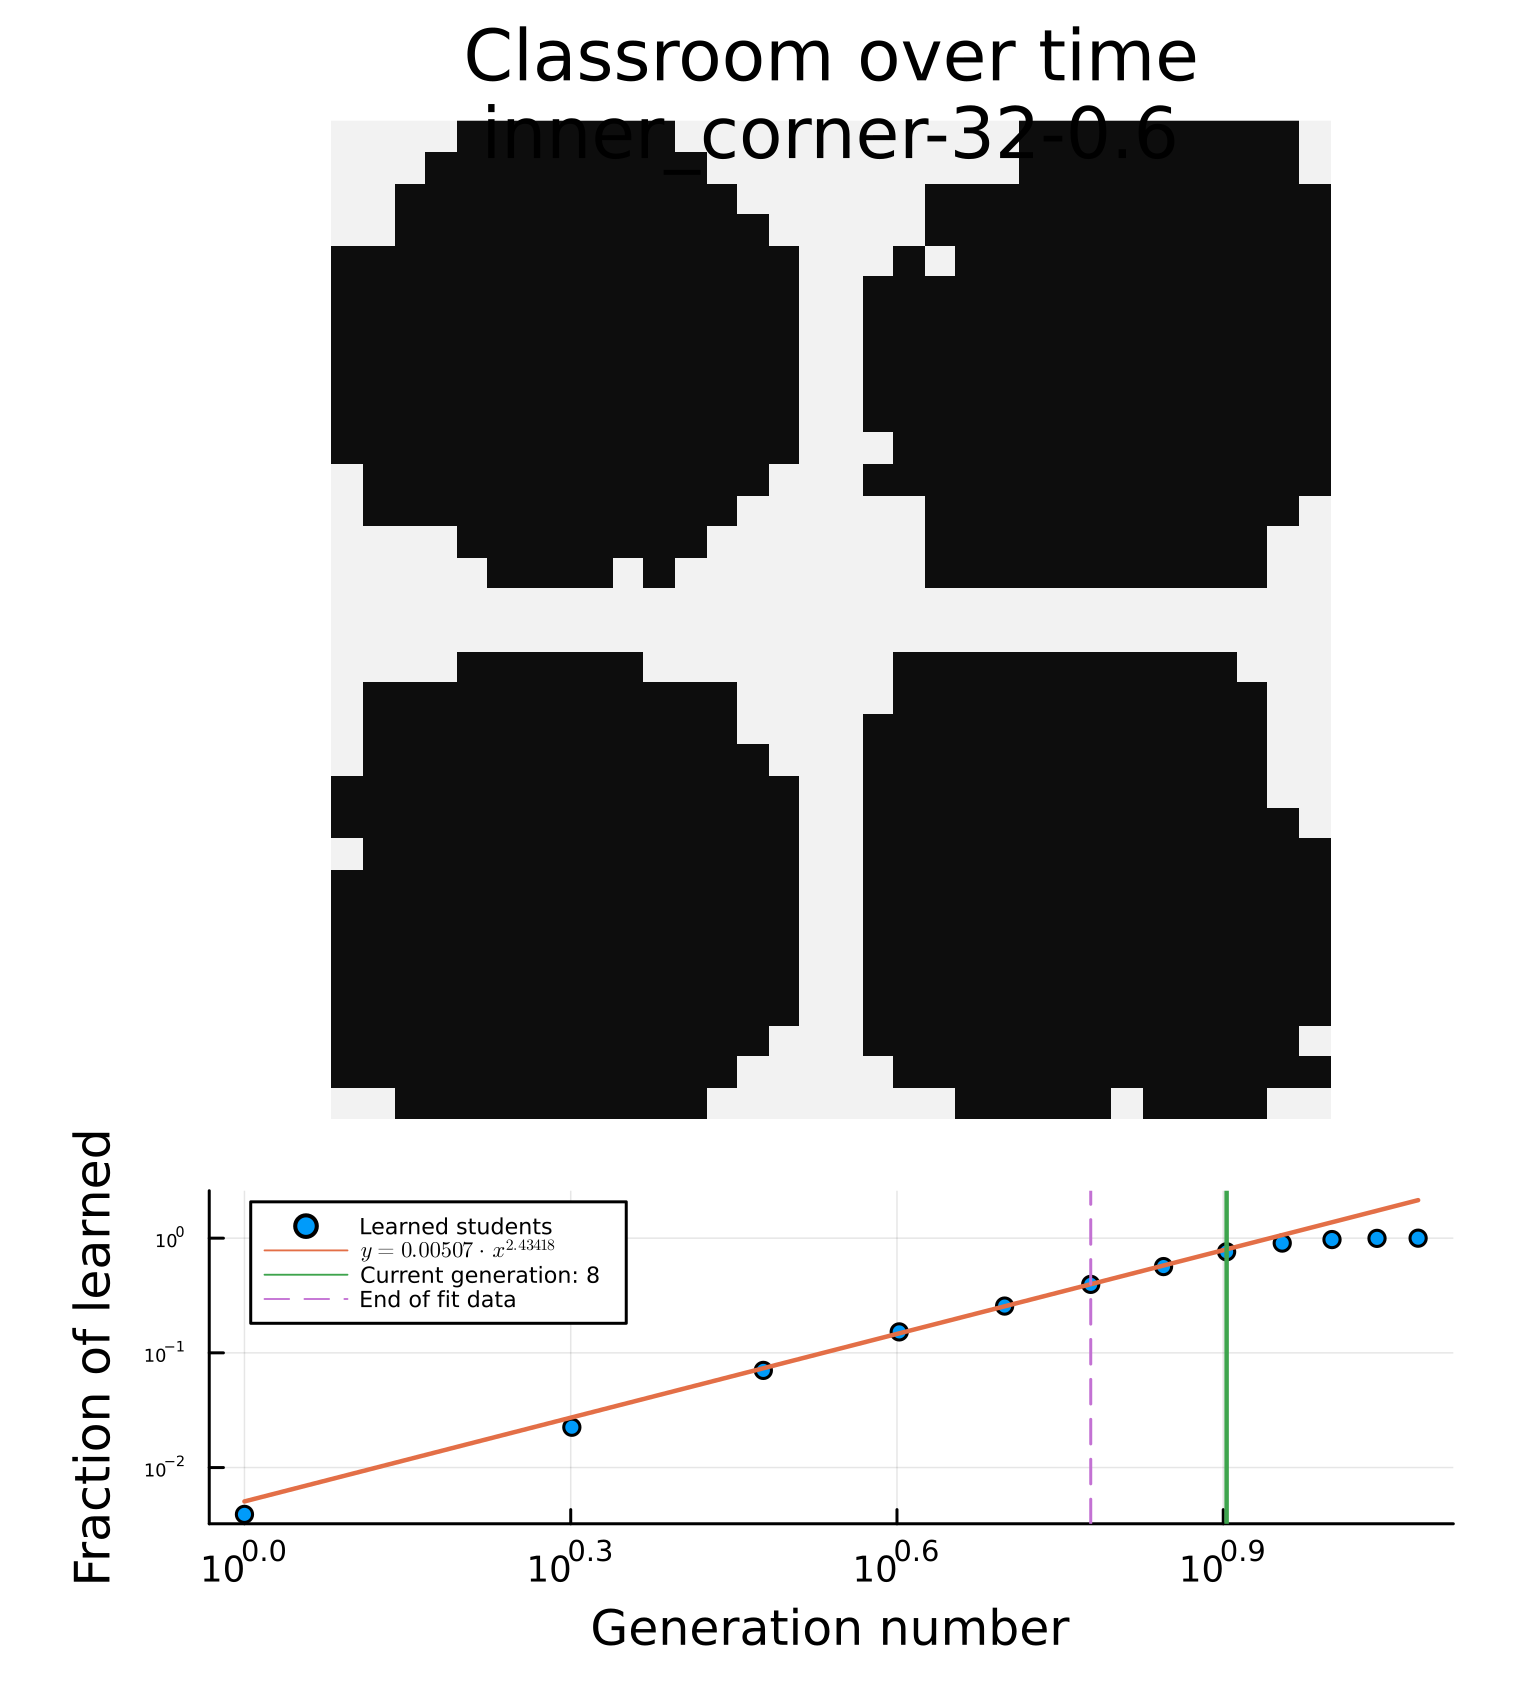 Classroom over time
inner_corner-32-0.6
Fraction of learned
10^0
10^−1
10^−2
Learned students
y = 0.00507 · x^2.43418
Current generation: 8
End of fit data
10^0.0 10^0.3 10^0.6 10^0.9
Generation number